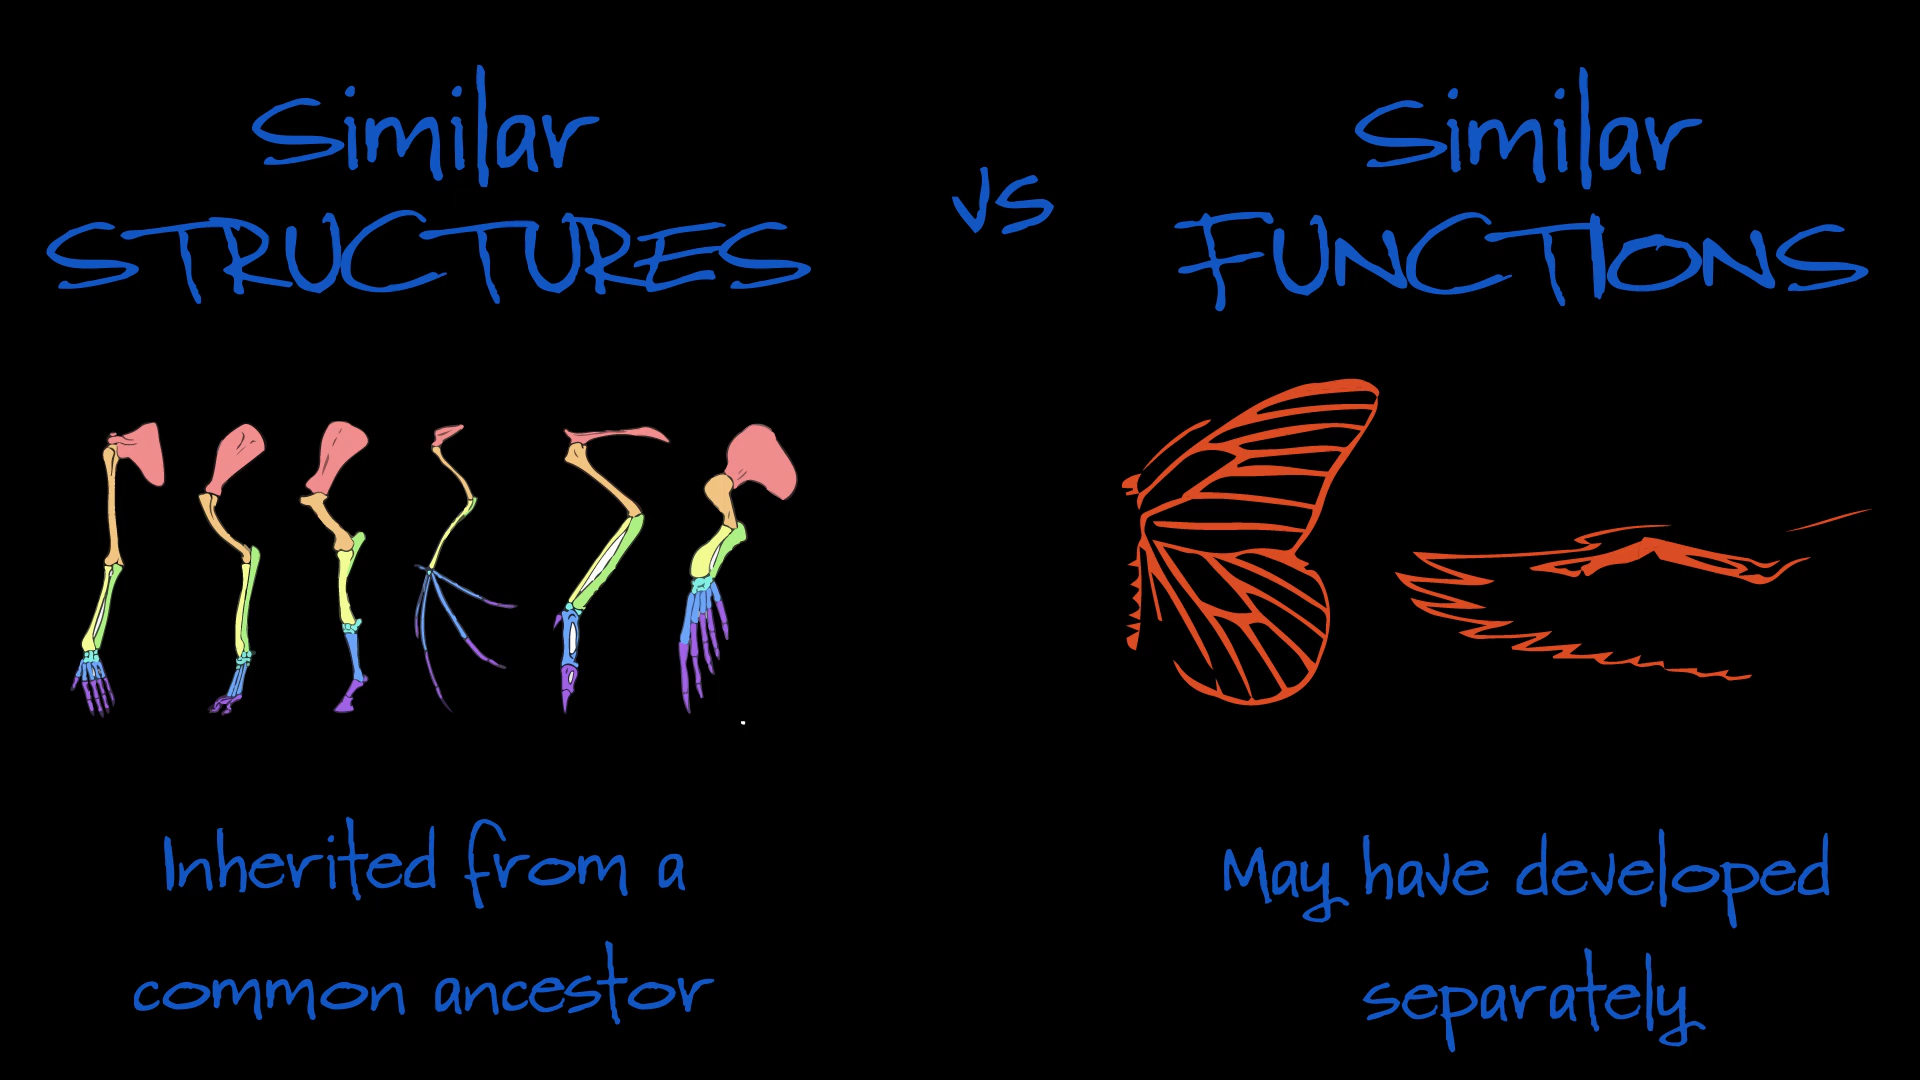 Similar
STRUCTURES
vs
Similar
FUNCTIONS
Inherited from a
common ancestor
May have developed
separately